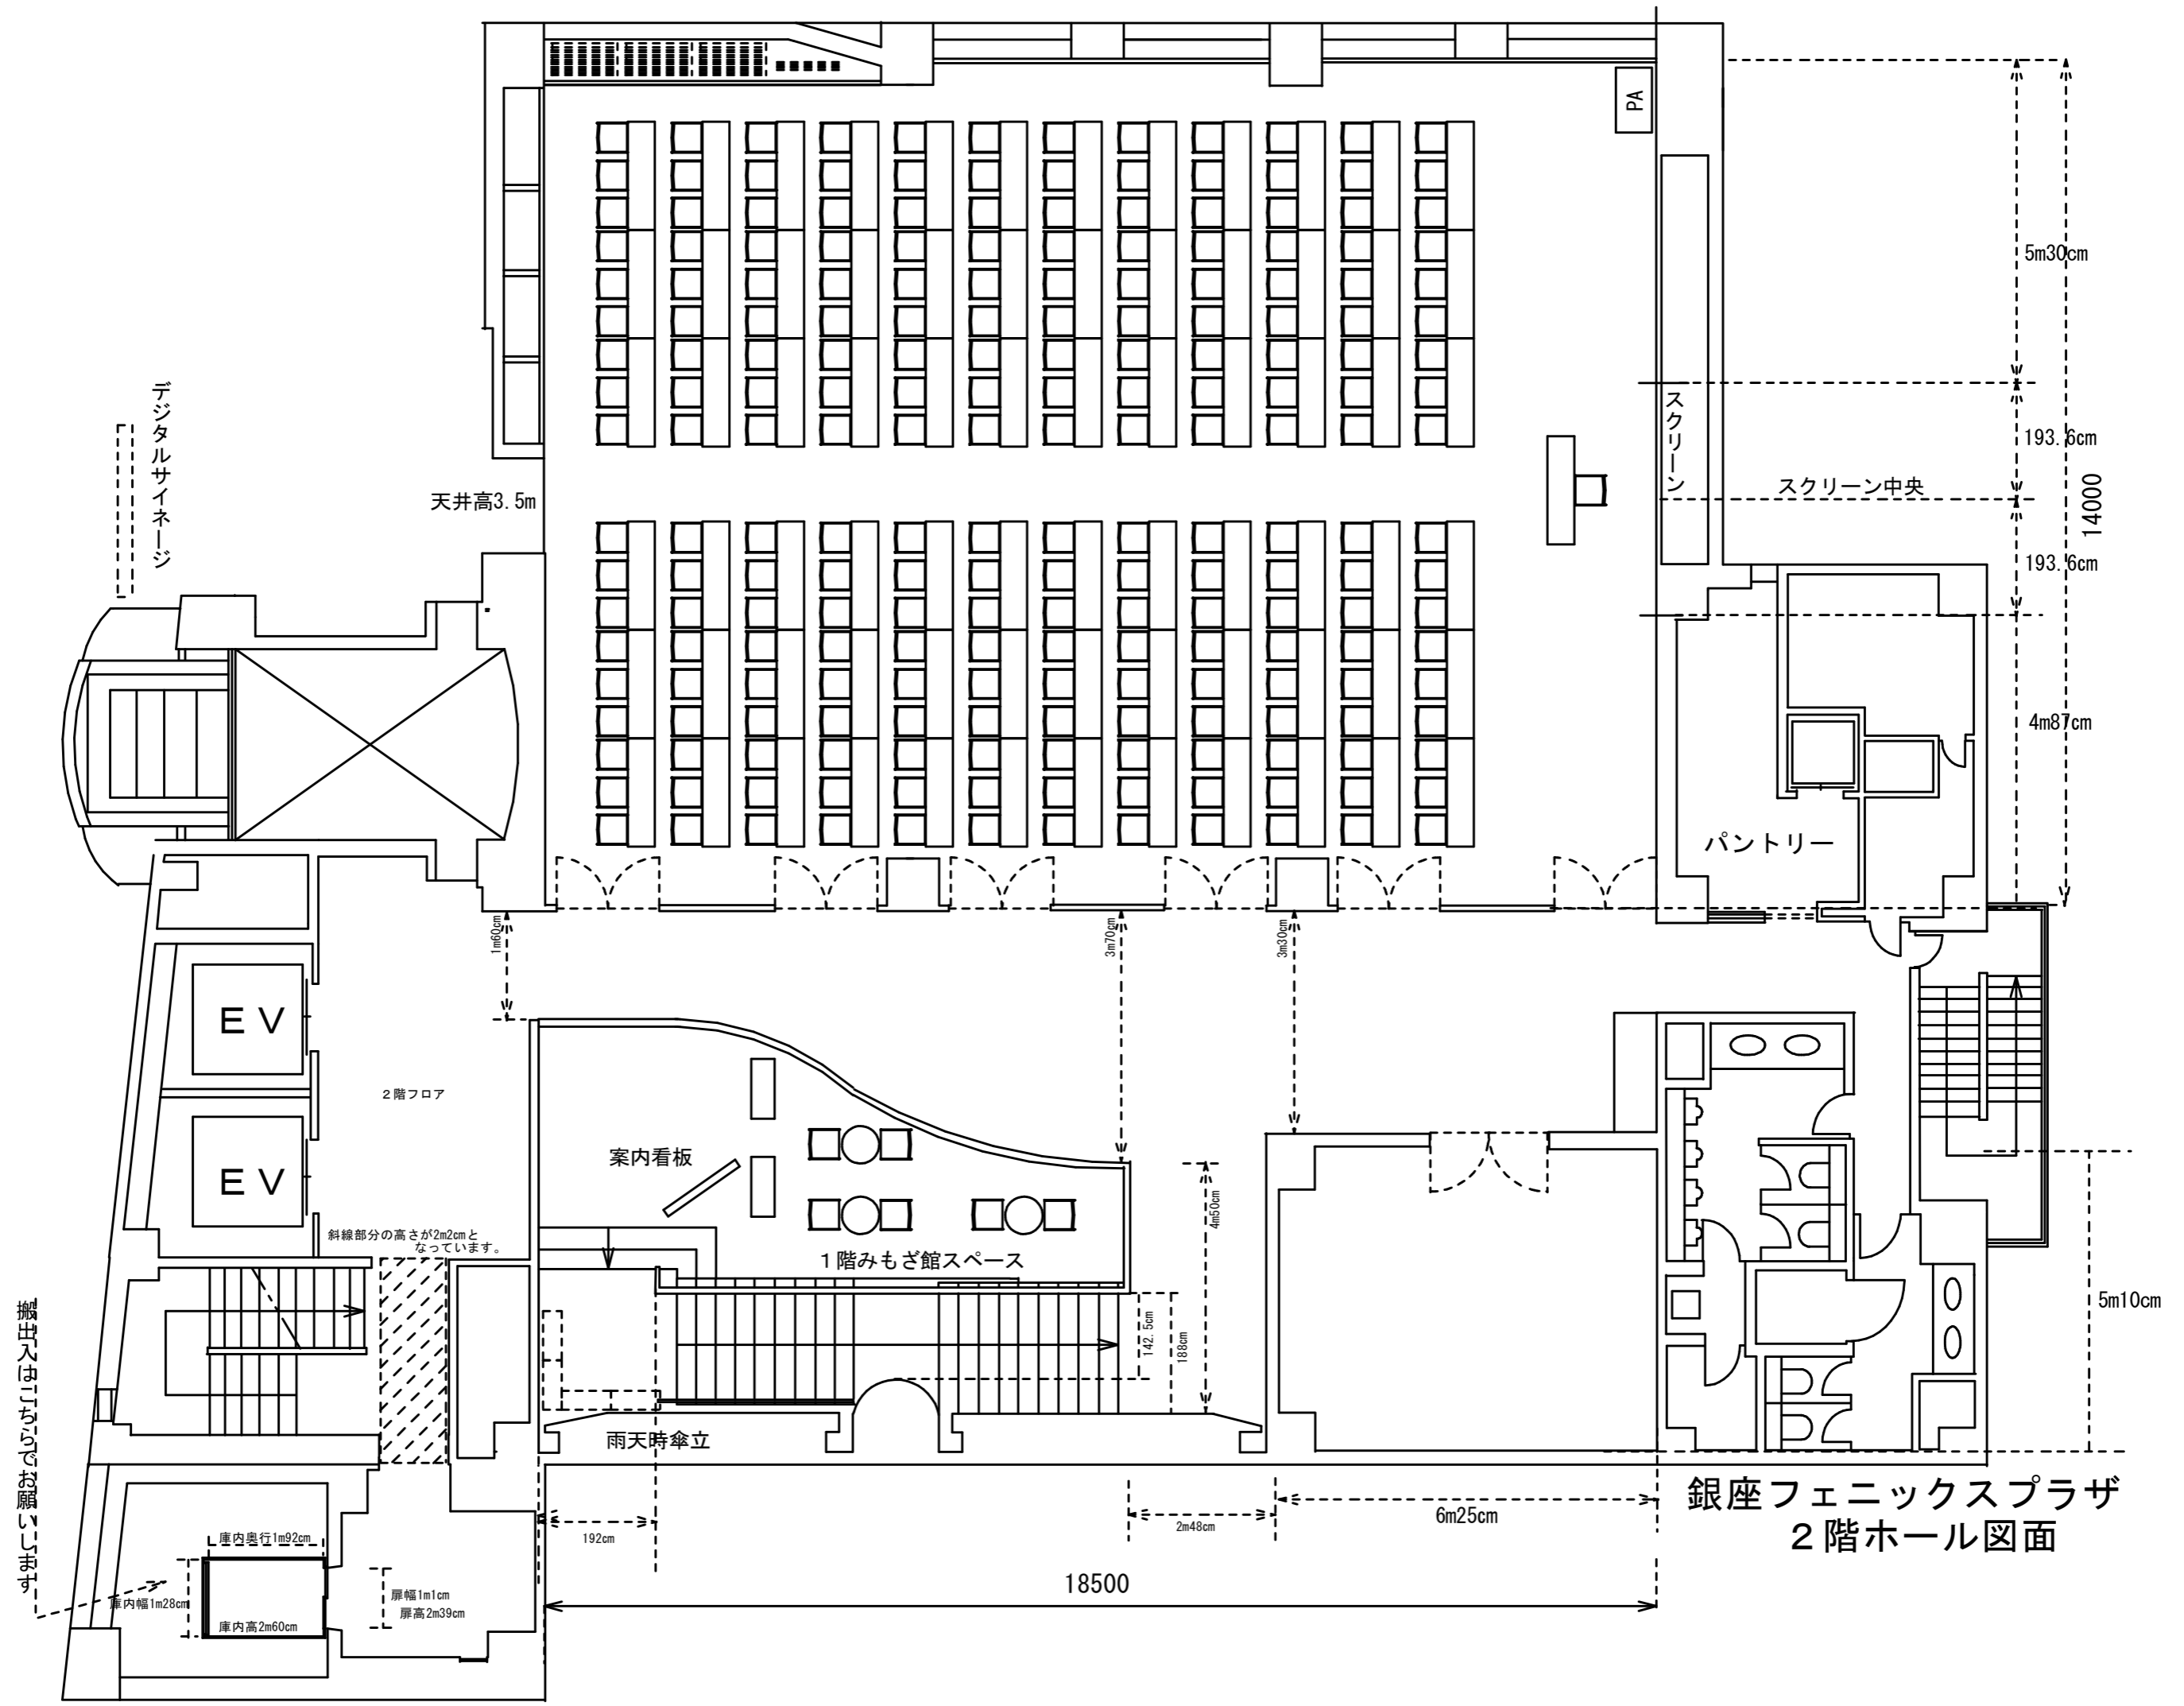 PA
5m30cm
デジタルサイネージ
スクリーン
193.6cm
スクリーン中央
14000
天井高3.5m
193.6cm
4m87cm
パントリー
1m60cm
3m70cm
3m30cm
EV
2階フロア
案内看板
EV
4m50cm
斜線部分の高さが2m2cmと
なっています。
1階みもざ館スペース
142.5cm
188cm
5m10cm
搬出入はこちらでお願いします
雨天時傘立
銀座フェニックスプラザ
2階ホール図面
6m25cm
2m48cm
192cm
庫内奥行1m92cm
18500
扉幅1m1cm
扉高2m39cm
庫内幅1m28cm
庫内高2m60cm